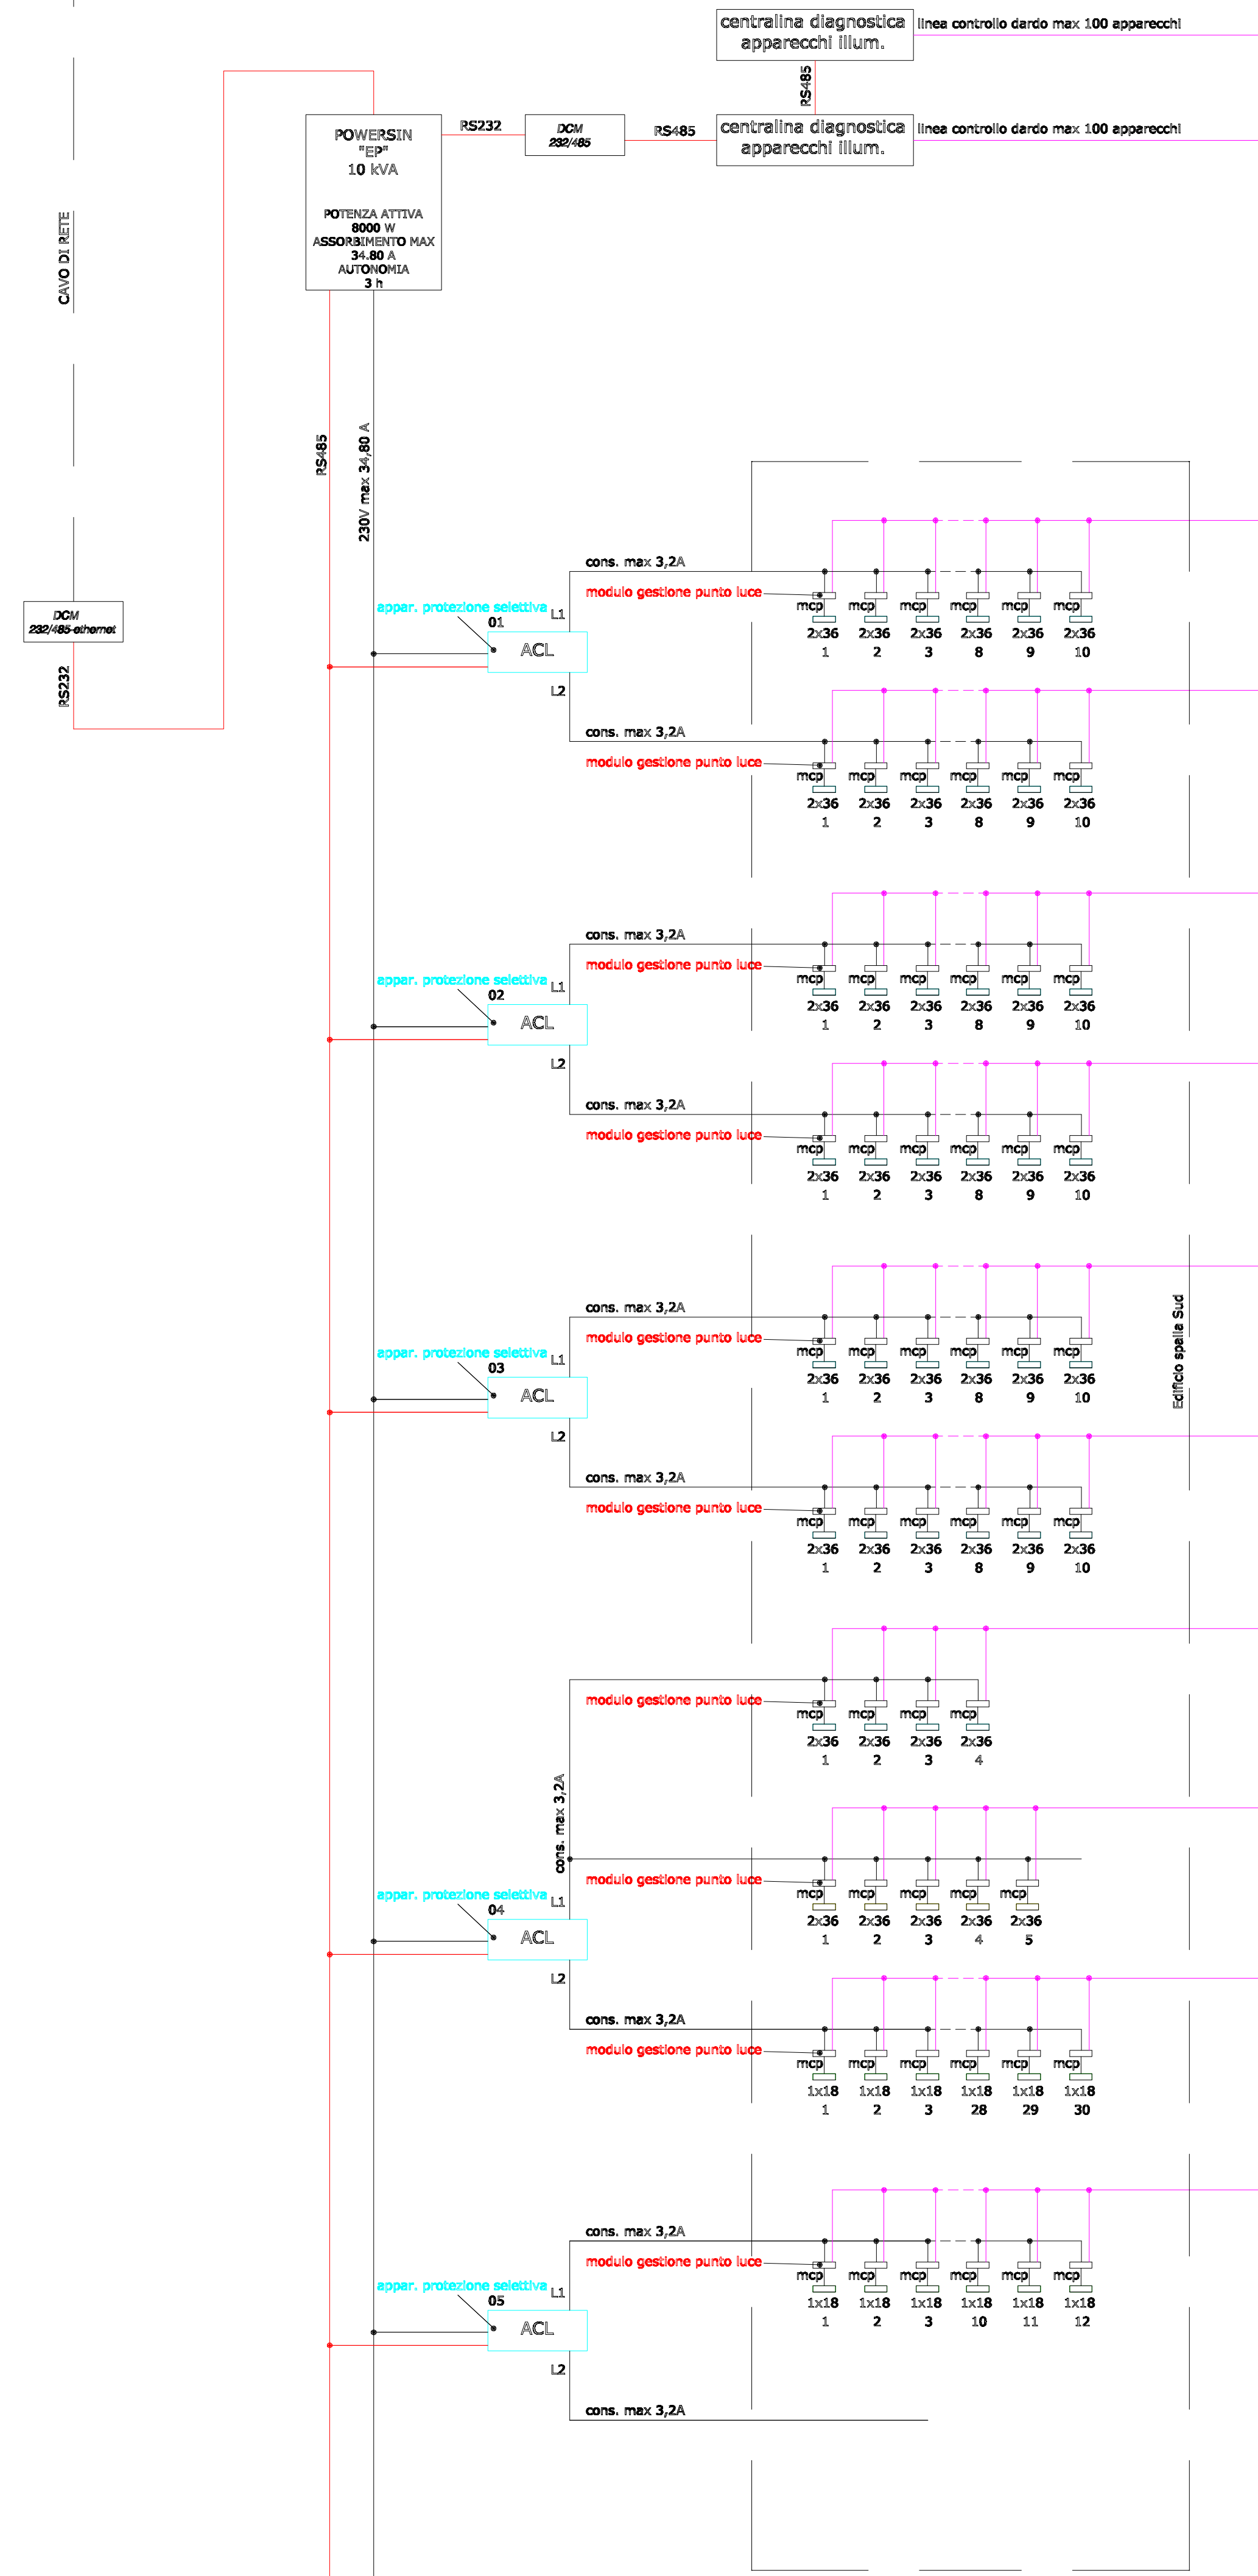 centralina diagnostica
apparecchi illum.
linea controllo dardo max 100 apparecchi
RS485
POWERSIN
"EP"
10 kVA
POTENZA ATTIVA
8000 W
ASSORBIMENTO MAX
34.80 A
AUTONOMIA
3 h
RS232
DCM
232/485
RS485
centralina diagnostica
apparecchi illum.
linea controllo dardo max 100 apparecchi
CAVO DI RETE
RS485
230V max 34,80 A
DCM
232/485-ethernet
RS232
cons. max 3,2A
modulo gestione punto luce
appar. protezione selettiva
01
L1
ACL
L2
mcp mcp mcp mcp mcp mcp
2x36 2x36 2x36 2x36 2x36 2x36
1 2 3 8 9 10
cons. max 3,2A
modulo gestione punto luce
mcp mcp mcp mcp mcp mcp
2x36 2x36 2x36 2x36 2x36 2x36
1 2 3 8 9 10
cons. max 3,2A
modulo gestione punto luce
appar. protezione selettiva
02
L1
ACL
L2
mcp mcp mcp mcp mcp mcp
2x36 2x36 2x36 2x36 2x36 2x36
1 2 3 8 9 10
cons. max 3,2A
modulo gestione punto luce
mcp mcp mcp mcp mcp mcp
2x36 2x36 2x36 2x36 2x36 2x36
1 2 3 8 9 10
Edificio spalla Sud
cons. max 3,2A
modulo gestione punto luce
appar. protezione selettiva
03
L1
ACL
L2
mcp mcp mcp mcp mcp mcp
2x36 2x36 2x36 2x36 2x36 2x36
1 2 3 8 9 10
cons. max 3,2A
modulo gestione punto luce
mcp mcp mcp mcp mcp mcp
2x36 2x36 2x36 2x36 2x36 2x36
1 2 3 8 9 10
modulo gestione punto luce
mcp mcp mcp mcp
2x36 2x36 2x36 2x36
1 2 3 4
cons. max 3,2A
modulo gestione punto luce
appar. protezione selettiva
04
L1
ACL
L2
mcp mcp mcp mcp mcp
2x36 2x36 2x36 2x36 2x36
1 2 3 4 5
cons. max 3,2A
modulo gestione punto luce
mcp mcp mcp mcp mcp mcp
1x18 1x18 1x18 1x18 1x18 1x18
1 2 3 28 29 30
cons. max 3,2A
modulo gestione punto luce
appar. protezione selettiva
05
L1
ACL
L2
mcp mcp mcp mcp mcp mcp
1x18 1x18 1x18 1x18 1x18 1x18
1 2 3 10 11 12
cons. max 3,2A